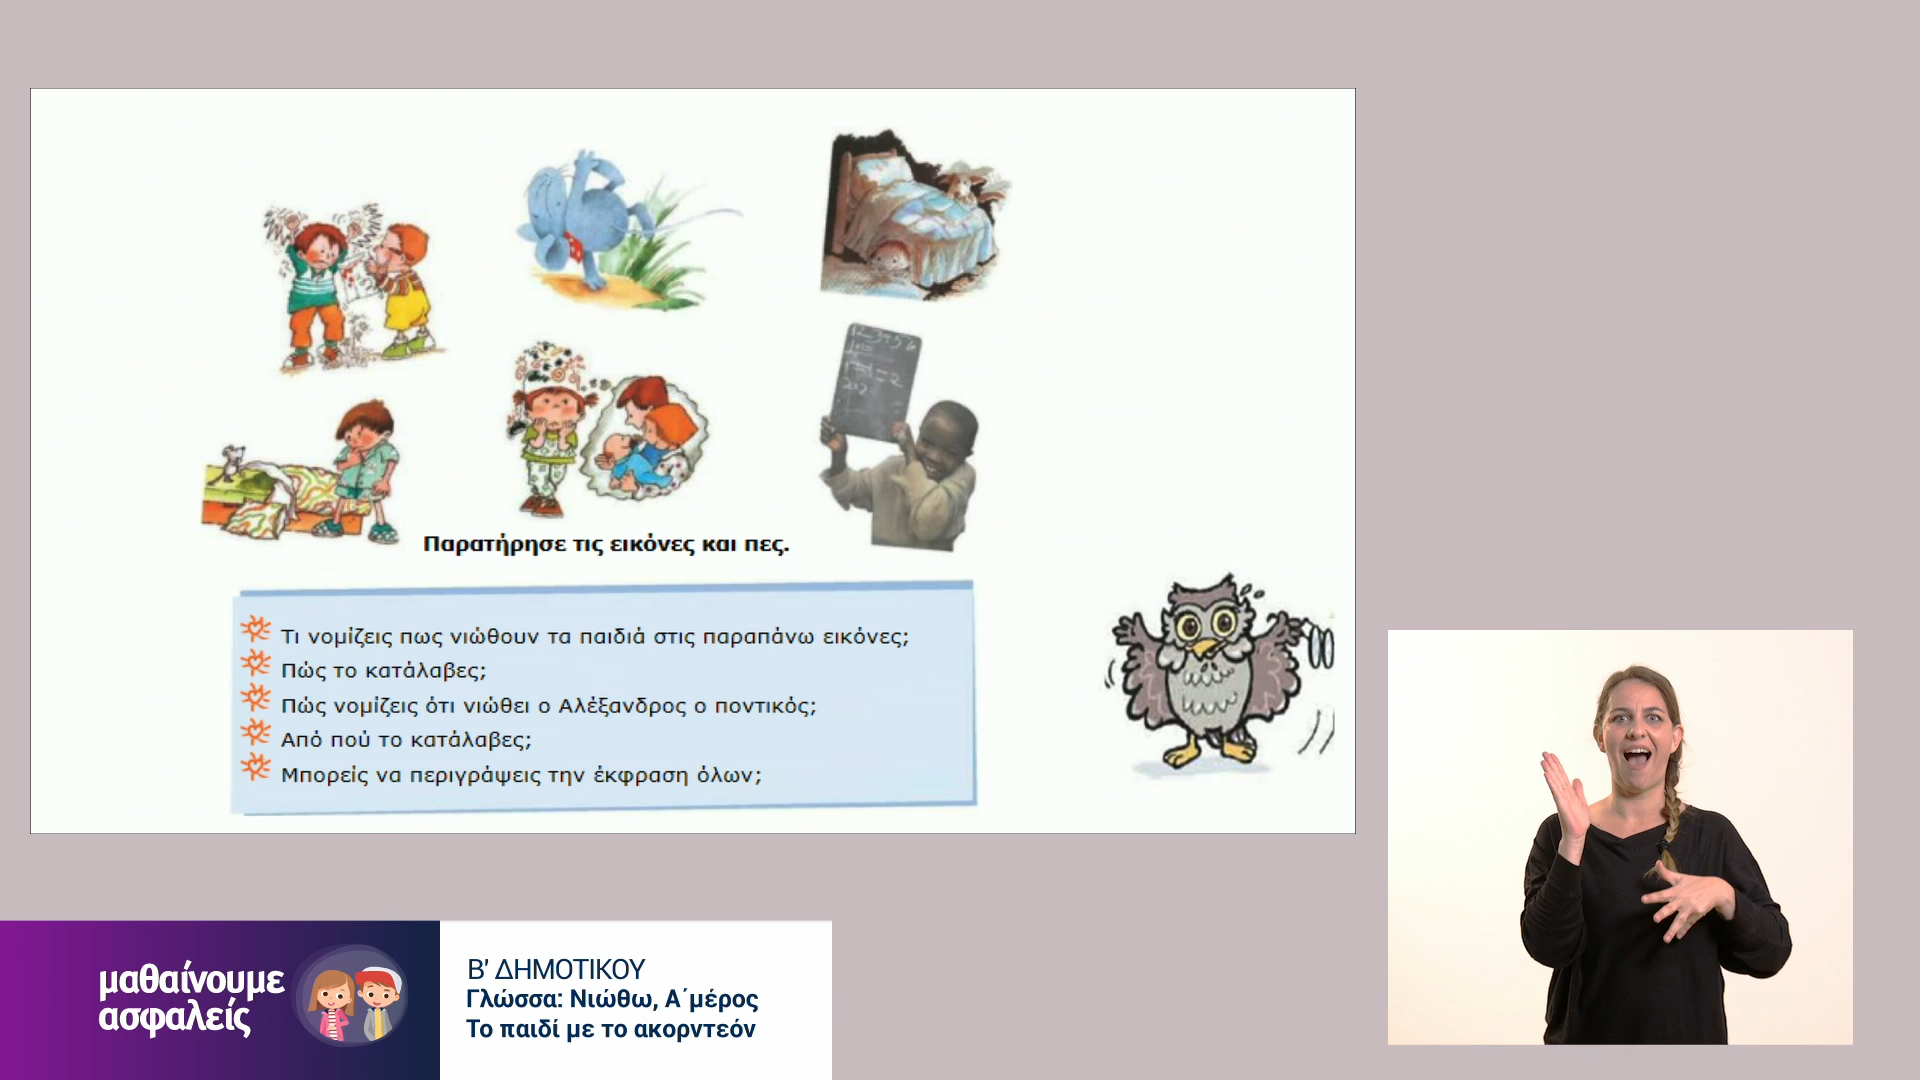 Παρατήρησε τις εικόνες και πες.
Τι νομίζεις πως νιώθουν τα παιδιά στις παραπάνω εικόνες;
Πώς το κατάλαβες;
Πώς νομίζεις ότι νιώθει ο Αλέξανδρος ο ποντικός;
Από πού το κατάλαβες;
Μπορείς να περιγράψεις την έκφραση όλων;
μαθαίνουμε
ασφαλείς
Β' ΔΗΜΟΤΙΚΟΥ
Γλώσσα: Νιώθω, Α΄μέρος
Το παιδί με το ακορντεόν